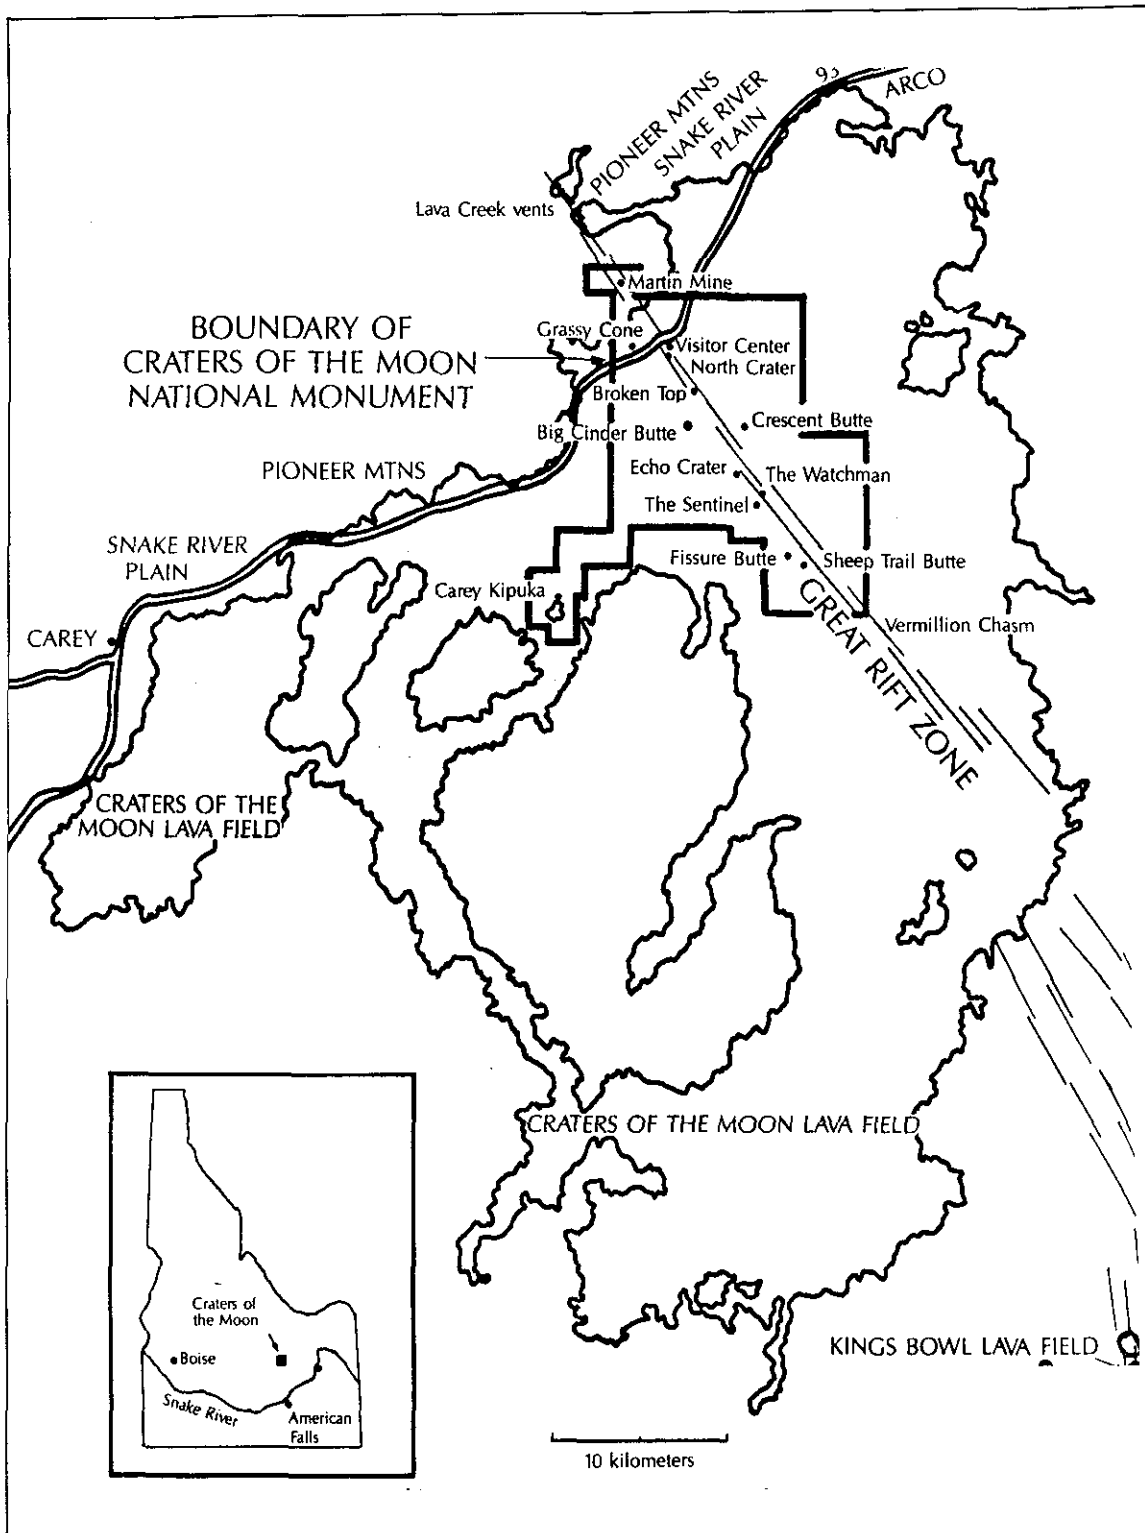 93
ARCO
PIONEER MTNS
SNAKE RIVER
PLAIN
Lava Creek vents
Martin Mine
BOUNDARY OF
CRATERS OF THE MOON
NATIONAL MONUMENT
Grassy Cone
Visitor Center
North Crater
Broken Top
Big Cinder Butte
Crescent Butte
PIONEER MTNS
Echo Crater
The Watchman
The Sentinel
SNAKE RIVER
PLAIN
Fissure Butte
Sheep Trail Butte
Carey Kipuka
GREAT RIFT ZONE
Vermillion Chasm
CAREY
CRATERS OF THE
MOON LAVA FIELD
CRATERS OF THE MOON LAVA FIELD
Craters of
the Moon
Boise
Snake River
American
Falls
KINGS BOWL LAVA FIELD
10 kilometers